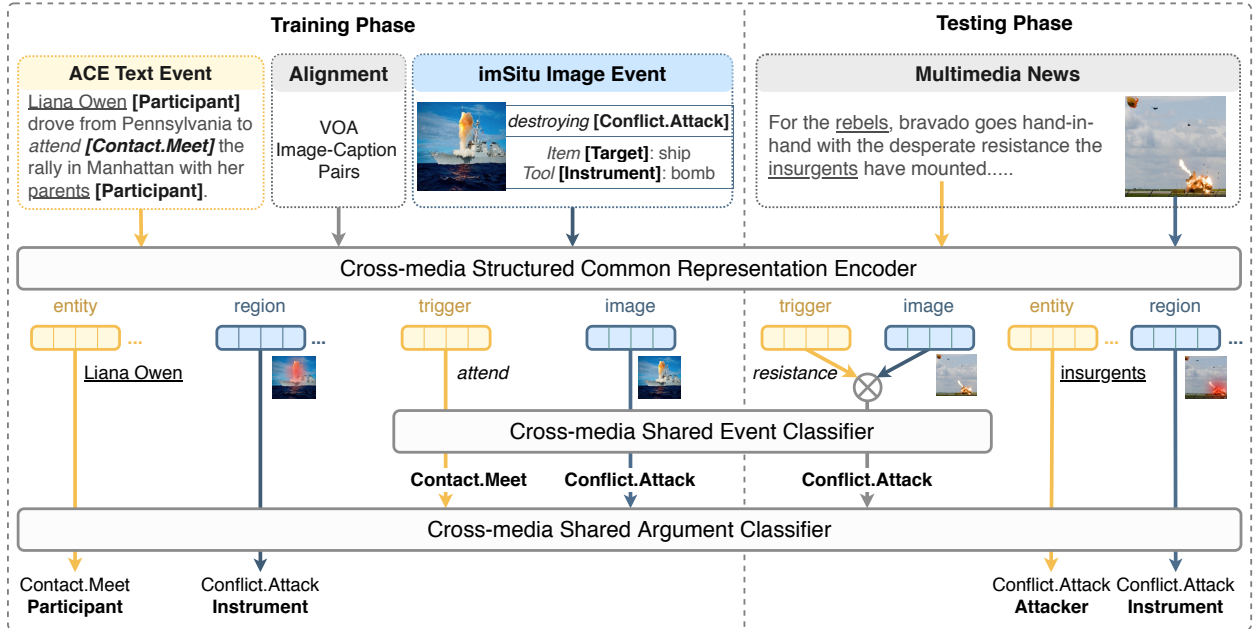 Training Phase
Testing Phase
ACE Text Event
Liana Owen [Participant]
drove from Pennsylvania to
attend [Contact.Meet] the
rally in Manhattan with her
parents [Participant].
Alignment
VOA
Image-Caption
Pairs
imSitu Image Event
destroying [Conflict.Attack]
Item [Target]: ship
Tool [Instrument]: bomb
Multimedia News
For the rebels, bravado goes hand-in-
hand with the desperate resistance the
insurgents have mounted.....
Cross-media Structured Common Representation Encoder
entity
region
trigger
image
trigger
image
entity
region
...
...
...
...
Liana Owen
attend
resistance
insurgents
Cross-media Shared Event Classifier
Contact.Meet
Conflict.Attack
Conflict.Attack
Cross-media Shared Argument Classifier
Contact.Meet
Participant
Conflict.Attack
Instrument
Conflict.Attack
Attacker
Conflict.Attack
Instrument